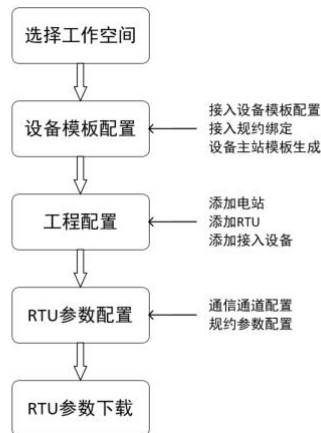 选择工作空间
设备模板配置
接入设备模板配置
接入规约绑定
设备主站模板生成
工程配置
添加电站
添加RTU
添加接入设备
RTU参数配置
通信通道配置
规约参数配置
RTU参数下载